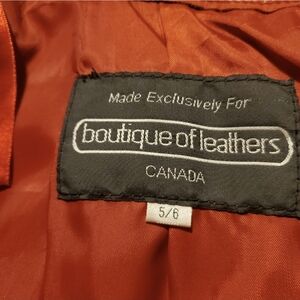 Made Exclusively For
boutique of leathers
CANADA
5/6